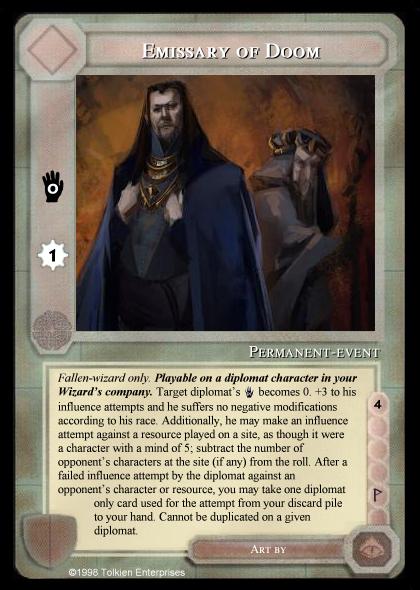 EMISSARY OF DOOM
0
1
PERMANENT-EVENT
Fallen-wizard only. Playable on a diplomat character in your
Wizard's company. Target diplomat's becomes 0. +3 to his
influence attempts and he suffers no negative modifications
according to his race. Additionally, he may make an influence
attempt against a resource played on a site, as though it were
a character with a mind of 5; subtract the number of
opponent's characters at the site (if any) from the roll. After a
failed influence attempt by the diplomat against an
opponent's character or resource, you may take one diplomat
only card used for the attempt from your discard pile
to your hand. Cannot be duplicated on a given
diplomat.
4
ART BY
©1998 Tolkien Enterprises